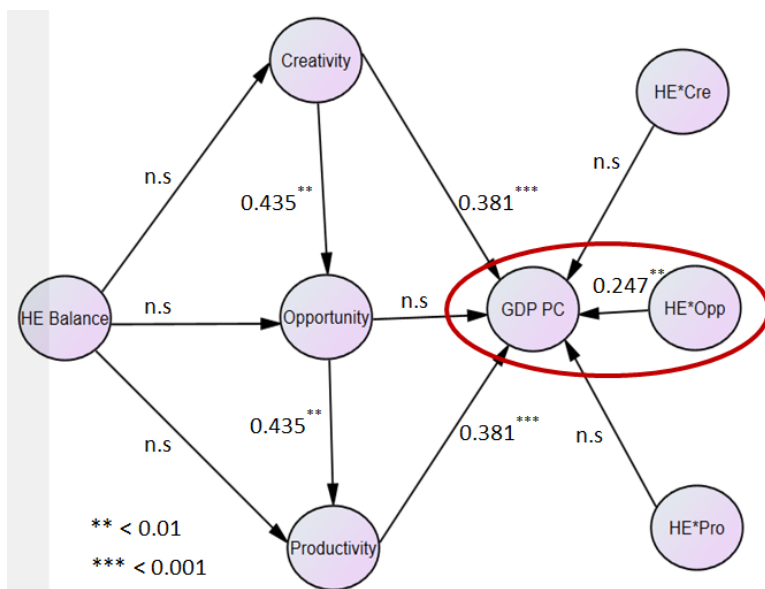 Creativity
HE*Cre
n.s
n.s
0.435**
0.381***
0.247**
HE Balance
n.s
Opportunity
n.s
GDP PC
HE*Opp
0.435**
0.381***
n.s
n.s
** < 0.01
Productivity
HE*Pro
*** < 0.001